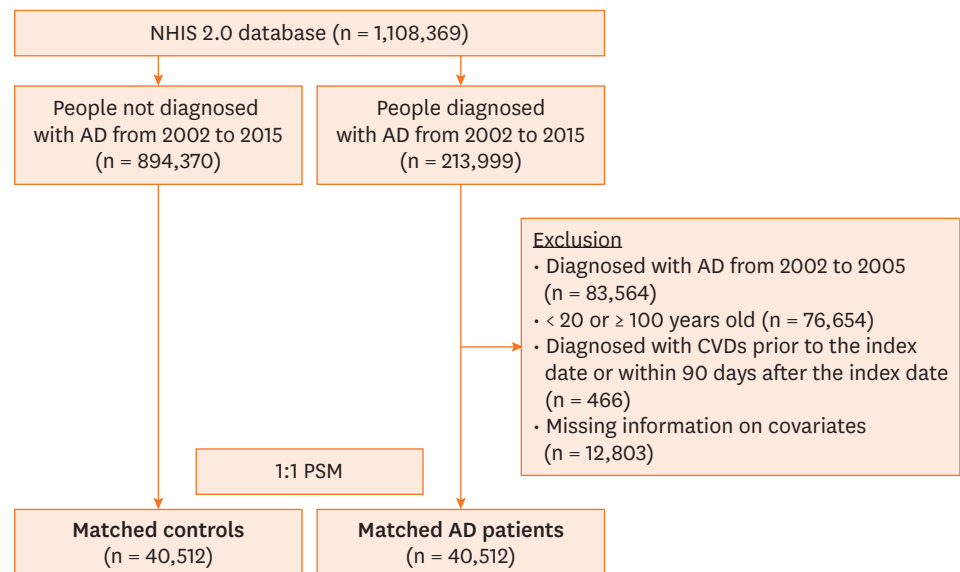 NHIS 2.0 database (n = 1,108,369)
People not diagnosed
with AD from 2002 to 2015
(n = 894,370)
People diagnosed
with AD from 2002 to 2015
(n = 213,999)
Exclusion
· Diagnosed with AD from 2002 to 2005
(n = 83,564)
· < 20 or ≥ 100 years old (n = 76,654)
· Diagnosed with CVDs prior to the index
date or within 90 days after the index date
(n = 466)
· Missing information on covariates
(n = 12,803)
1:1 PSM
Matched controls
(n = 40,512)
Matched AD patients
(n = 40,512)